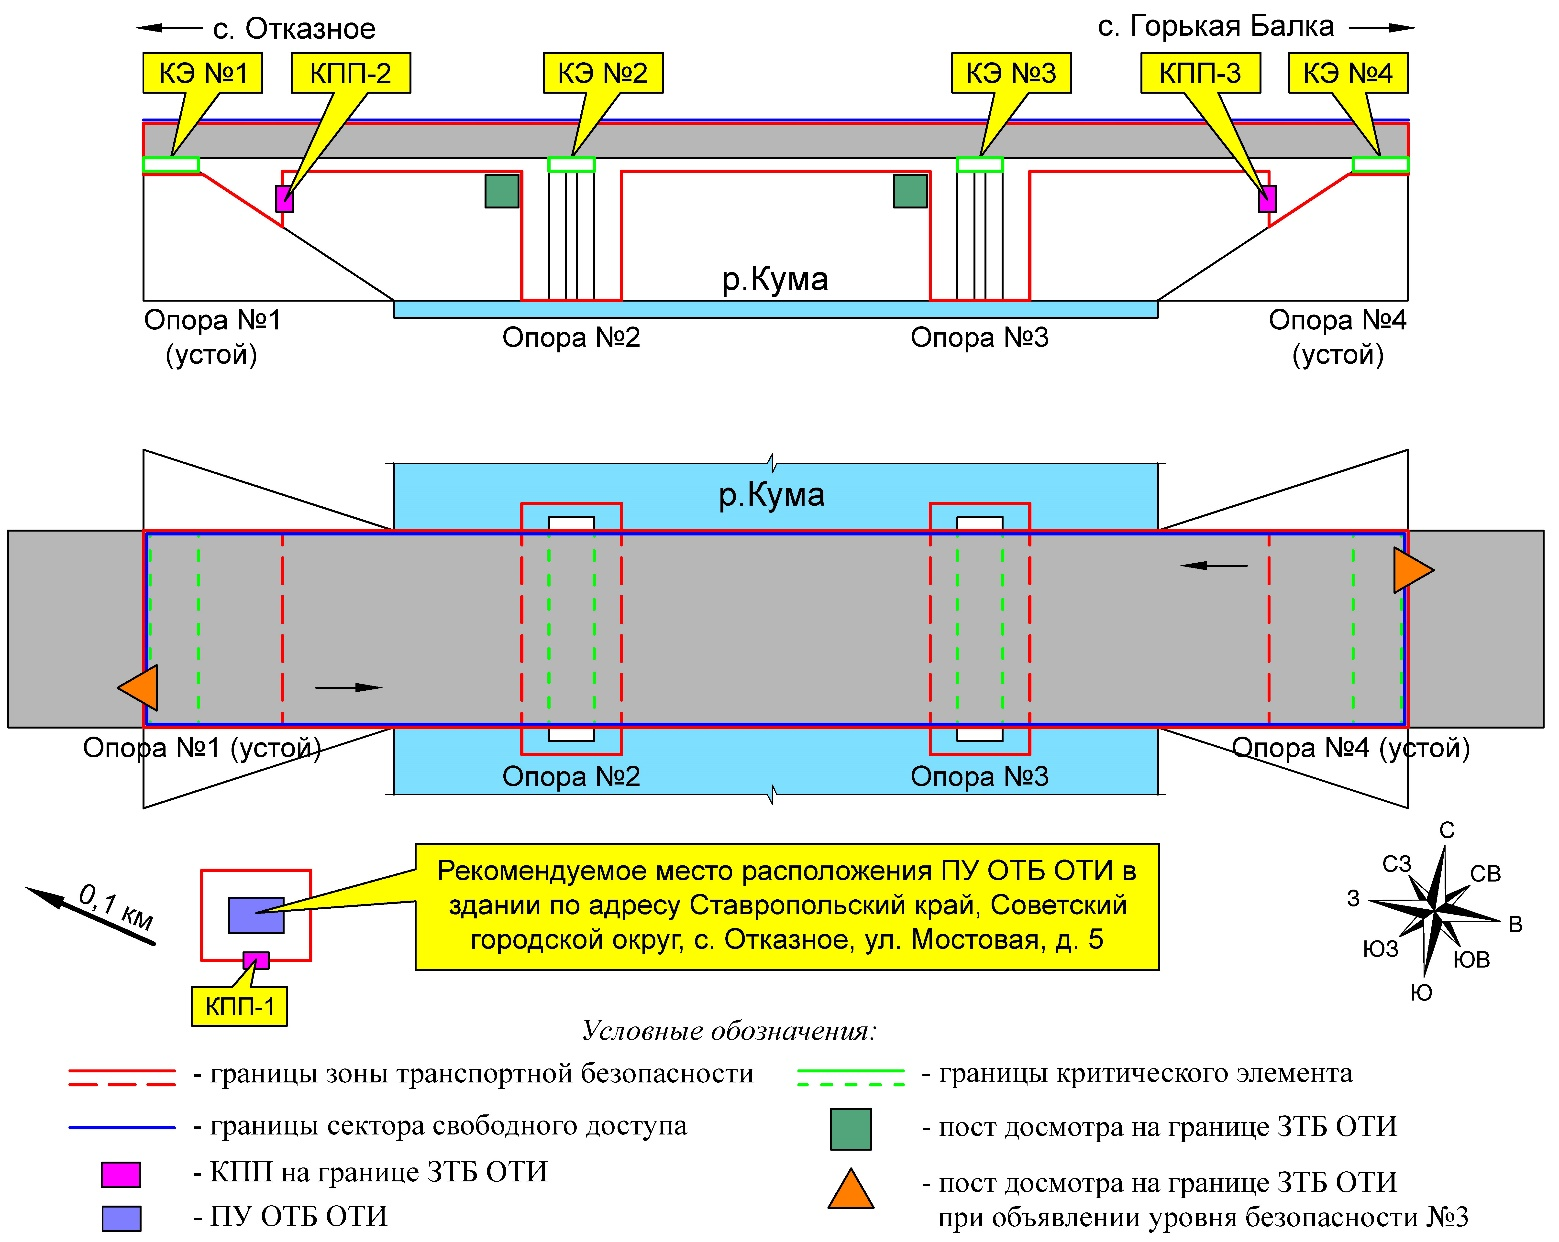 с. Отказное
с. Горькая Балка
КЭ №1
КПП-2
КЭ №2
КЭ №3
КПП-3
КЭ №4
р.Кума
Опора №1
(устой)
Опора №2
Опора №3
Опора №4
(устой)
р.Кума
Опора №1 (устой)
Опора №2
Опора №3
Опора №4 (устой)
0,1 км
Рекомендуемое место расположения ПУ ОТБ ОТИ в
здании по адресу Ставропольский край, Советский
городской округ, с. Отказное, ул. Мостовая, д. 5
КПП-1
С
СЗ
СВ
З
В
ЮЗ
ЮВ
Ю
Условные обозначения:
- границы зоны транспортной безопасности
- границы сектора свободного доступа
- КПП на границе ЗТБ ОТИ
- ПУ ОТБ ОТИ
- границы критического элемента
- пост досмотра на границе ЗТБ ОТИ
- пост досмотра на границе ЗТБ ОТИ
при объявлении уровня безопасности №3